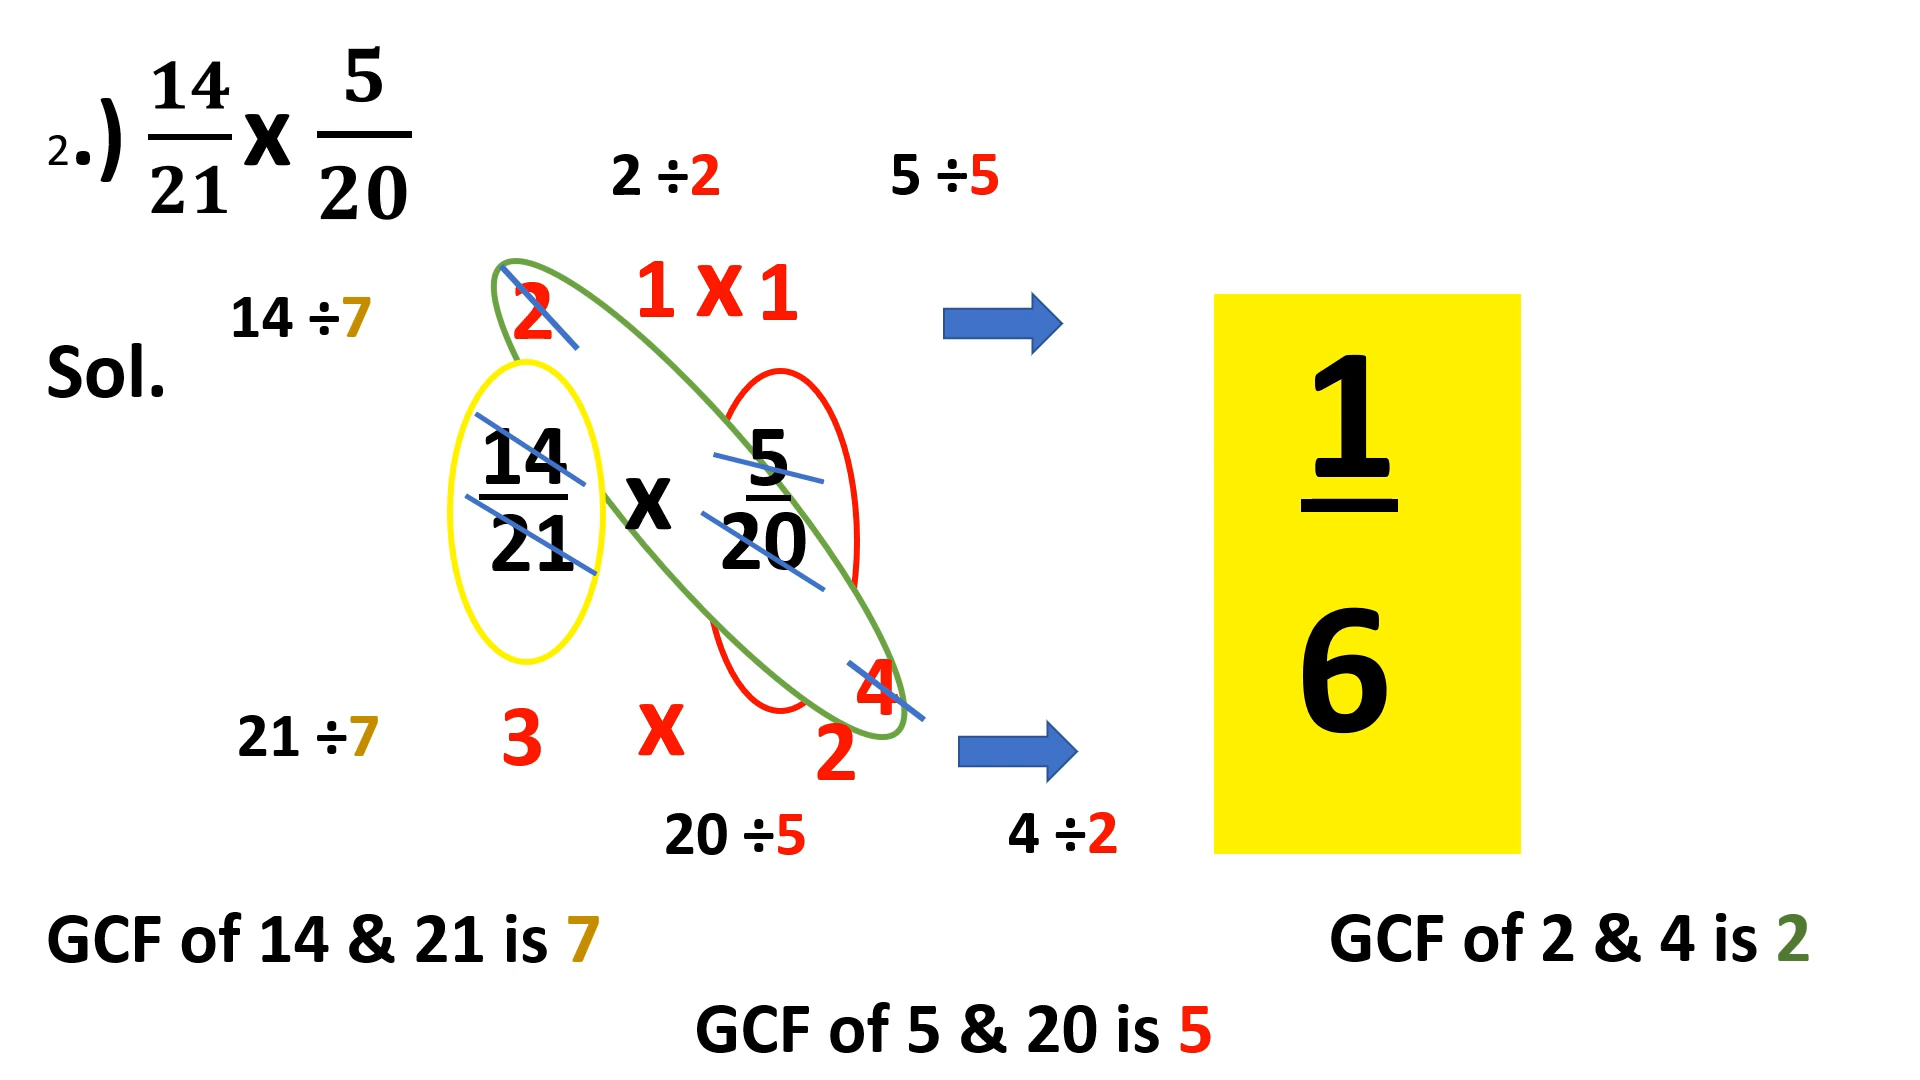 2.) 14/21 x 5/20
2 ÷2
5 ÷5
14 ÷7
2
1 x 1
Sol.
14/21 x 5/20
1/6
4
21 ÷7
3 x 2
20 ÷5
4 ÷2
GCF of 14 & 21 is 7
GCF of 2 & 4 is 2
GCF of 5 & 20 is 5